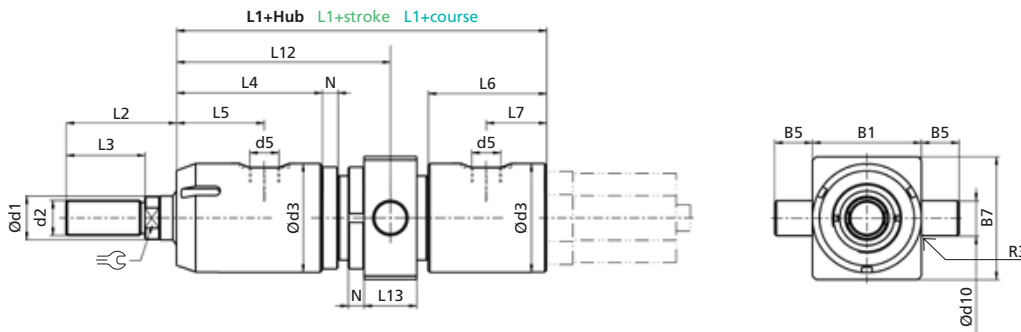 L1+Hub L1+stroke L1+course
L12
L4 N L6
L2 L5 L7
L3 d5 d5
B5 B1 B5
Ød1 d2 Ød3 Ød3 B7
R3
N L13
Ød10